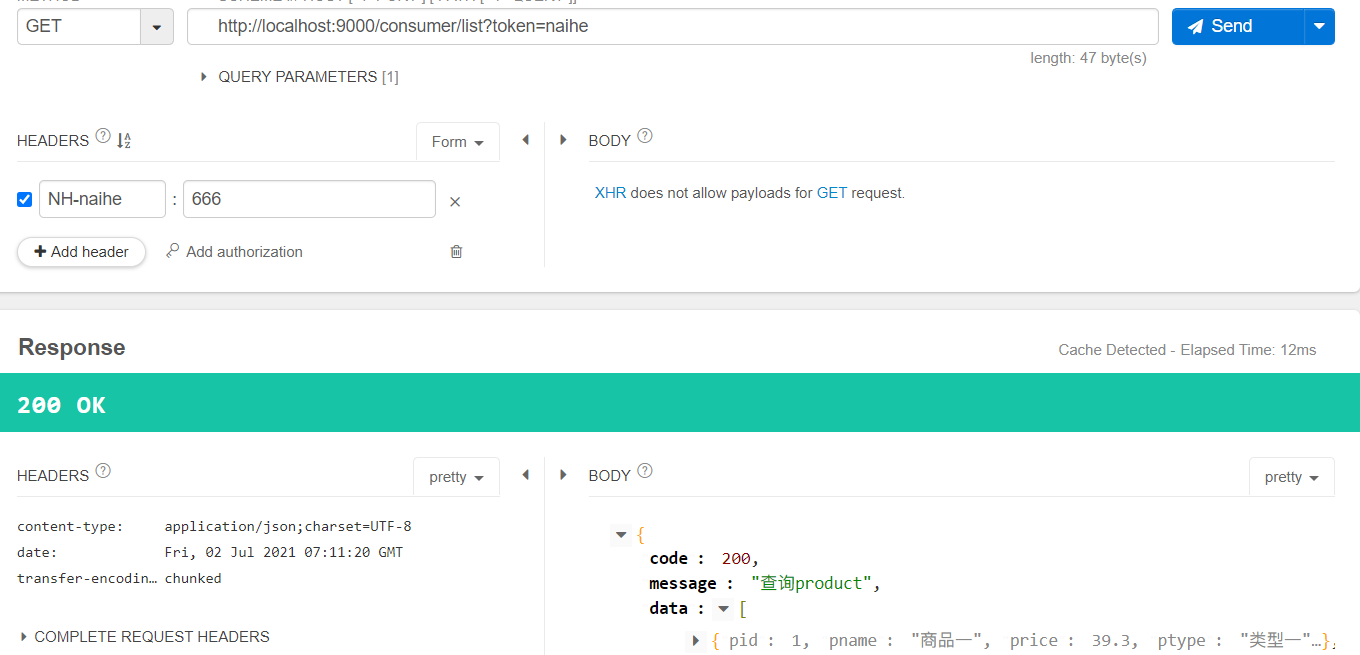 GET
http://localhost:9000/consumer/list?token=naihe
Send
length: 47 byte(s)
QUERY PARAMETERS [1]
HEADERS ?
Form
BODY ?
NH-naihe : 666 ×
XHR does not allow payloads for GET request.
+ Add header
Add authorization
Response
Cache Detected - Elapsed Time: 12ms
200 OK
HEADERS ?
pretty
BODY ?
pretty
content-type: application/json;charset=UTF-8
date: Fri, 02 Jul 2021 07:11:20 GMT
transfer-encodin… chunked
COMPLETE REQUEST HEADERS
{
code : 200,
message : "查询product",
data : [
{ pid : 1, pname : "商品一", price : 39.3, ptype : "类型一"…},